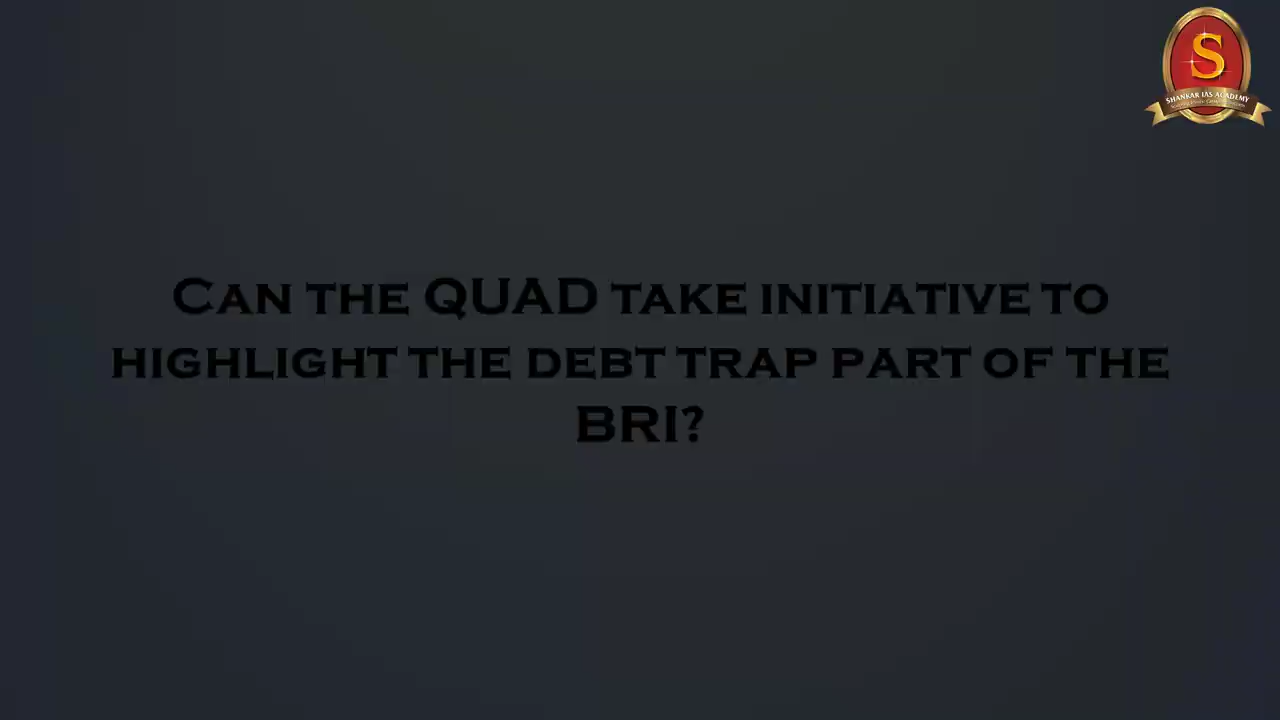 SHANKAR IAS ACADEMY
CAN THE QUAD TAKE INITIATIVE TO
HIGHLIGHT THE DEBT TRAP PART OF THE
BRI?